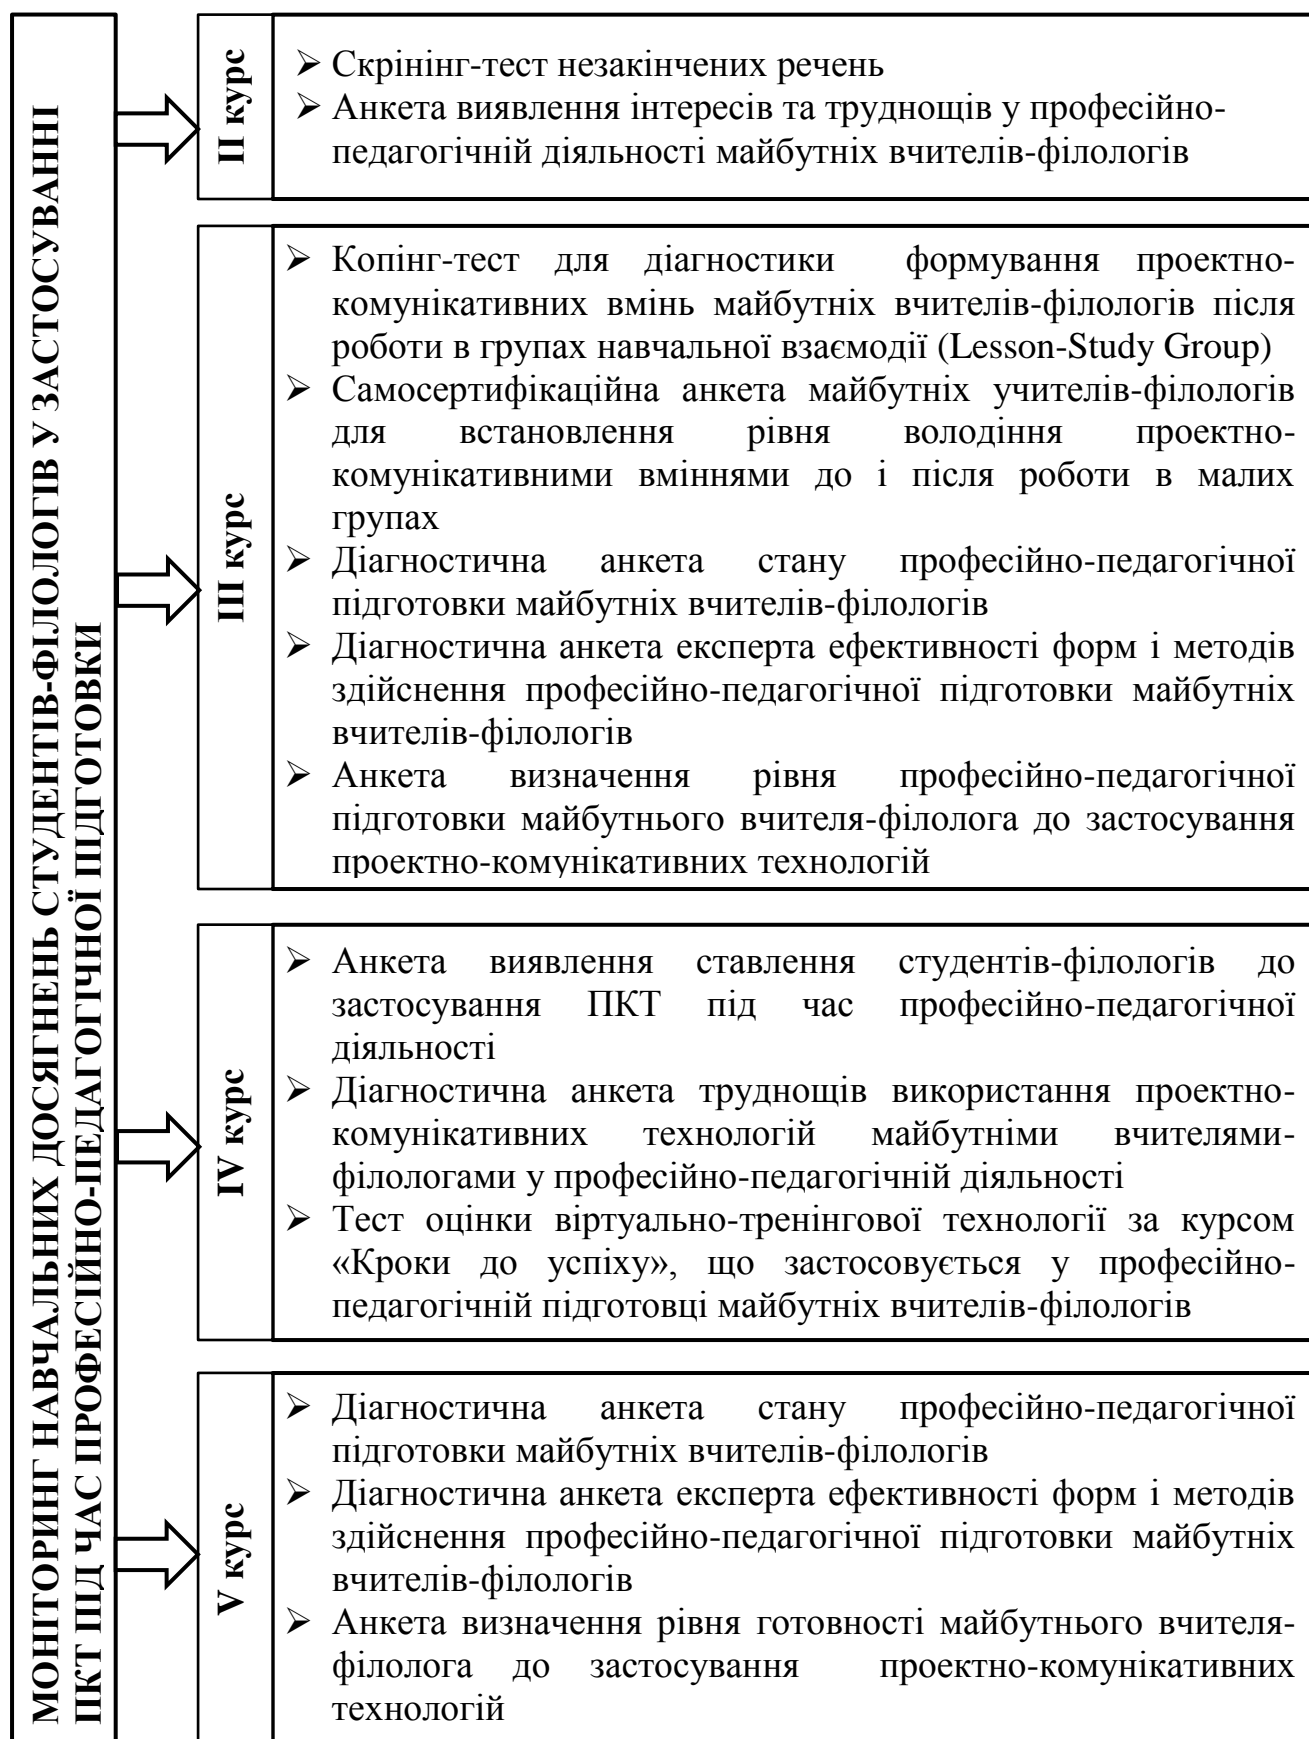 МОНІТОРИНГ НАВЧАЛЬНИХ ДОСЯГНЕНЬ СТУДЕНТІВ-ФІЛОЛОГІВ У ЗАСТОСУВАННІ
ПКТ ПІД ЧАС ПРОФЕСІЙНО-ПЕДАГОГІЧНОЇ ПІДГОТОВКИ
ІІ курс
➢ Скрінінг-тест незакінчених речень
➢ Анкета виявлення інтересів та труднощів у професійно-
педагогічній діяльності майбутніх вчителів-філологів
ІІІ курс
➢ Копінг-тест для діагностики формування проектно-
комунікативних вмінь майбутніх вчителів-філологів після
роботи в групах навчальної взаємодії (Lesson-Study Group)
➢ Самосертифікаційна анкета майбутніх учителів-філологів
для встановлення рівня володіння проектно-
комунікативними вміннями до і після роботи в малих
групах
➢ Діагностична анкета стану професійно-педагогічної
підготовки майбутніх вчителів-філологів
➢ Діагностична анкета експерта ефективності форм і методів
здійснення професійно-педагогічної підготовки майбутніх
вчителів-філологів
➢ Анкета визначення рівня професійно-педагогічної
підготовки майбутнього вчителя-філолога до застосування
проектно-комунікативних технологій
IV курс
➢ Анкета виявлення ставлення студентів-філологів до
застосування ПКТ під час професійно-педагогічної
діяльності
➢ Діагностична анкета труднощів використання проектно-
комунікативних технологій майбутніми вчителями-
філологами у професійно-педагогічній діяльності
➢ Тест оцінки віртуально-тренінгової технології за курсом
«Кроки до успіху», що застосовується у професійно-
педагогічній підготовці майбутніх вчителів-філологів
V курс
➢ Діагностична анкета стану професійно-педагогічної
підготовки майбутніх вчителів-філологів
➢ Діагностична анкета експерта ефективності форм і методів
здійснення професійно-педагогічної підготовки майбутніх
вчителів-філологів
➢ Анкета визначення рівня готовності майбутнього вчителя-
філолога до застосування проектно-комунікативних
технологій